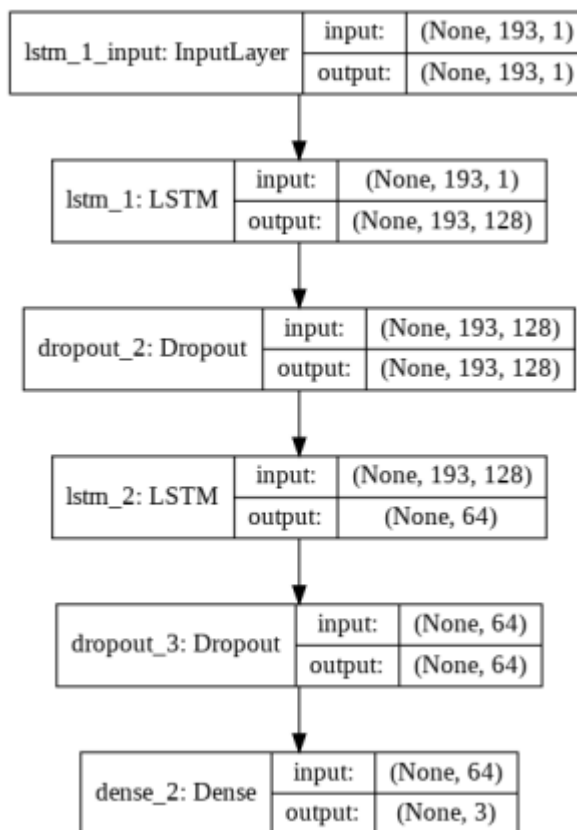 lstm_1_input: InputLayer
input: (None, 193, 1)
output: (None, 193, 1)
lstm_1: LSTM
input: (None, 193, 1)
output: (None, 193, 128)
dropout_2: Dropout
input: (None, 193, 128)
output: (None, 193, 128)
lstm_2: LSTM
input: (None, 193, 128)
output: (None, 64)
dropout_3: Dropout
input: (None, 64)
output: (None, 64)
dense_2: Dense
input: (None, 64)
output: (None, 3)